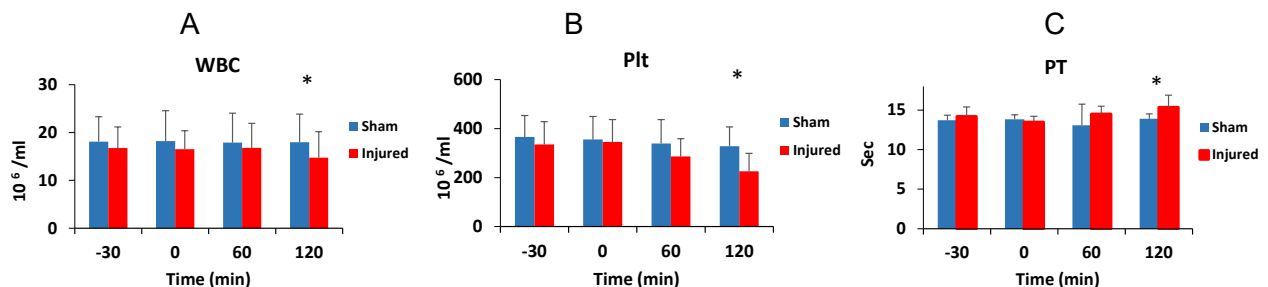 A
WBC
*
30
20
10
0
10 6 /ml
-30 0 60 120
Time (min)
Sham
Injured
B
Plt
*
600
400
200
0
10 6 /ml
-30 0 60 120
Time (min)
Sham
Injured
C
PT
*
15
10
5
0
Sec
-30 0 60 120
Time (min)
Sham
Injured